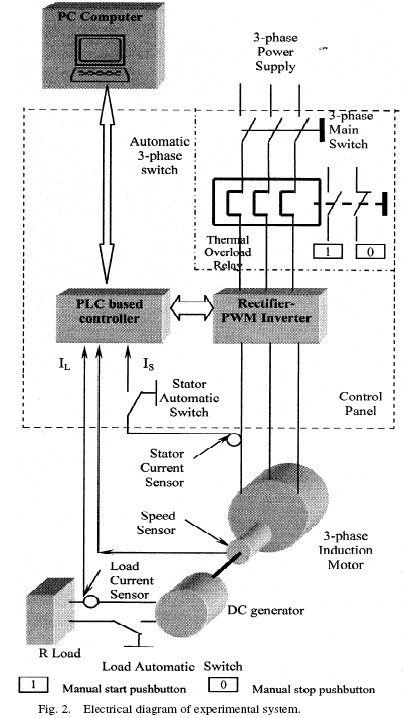 PC Computer
3-phase
Power
Supply
3-phase
Main
Switch
Automatic
3-phase
switch
Thermal
Overload
Relay
1
0
PLC based
controller
Rectifier-
PWM Inverter
IL
IS
Stator
Automatic
Switch
Control
Panel
Stator
Current
Sensor
Speed
Sensor
3-phase
Induction
Motor
Load
Current
Sensor
DC generator
R Load
Load Automatic Switch
1 Manual start pushbutton 0 Manual stop pushbutton
Fig. 2. Electrical diagram of experimental system.